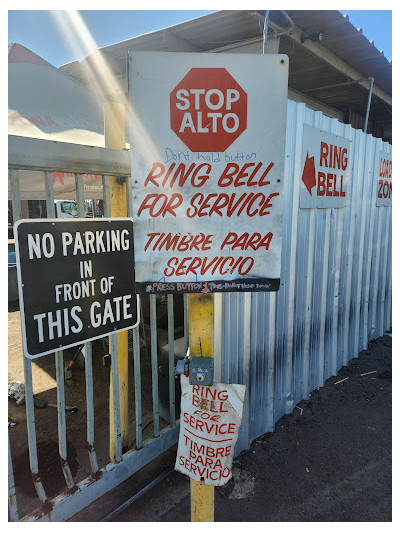 STOP
ALTO
Don't hold button
RING BELL
FOR SERVICE
TIMBRE PARA
SERVICIO
PRESS BUTTON
NO PARKING
IN
FRONT OF
THIS GATE
RING
BELL
FOR
SERVICE
TIMBRE
PARA
SERVICIO
RING
BELL
ZONE